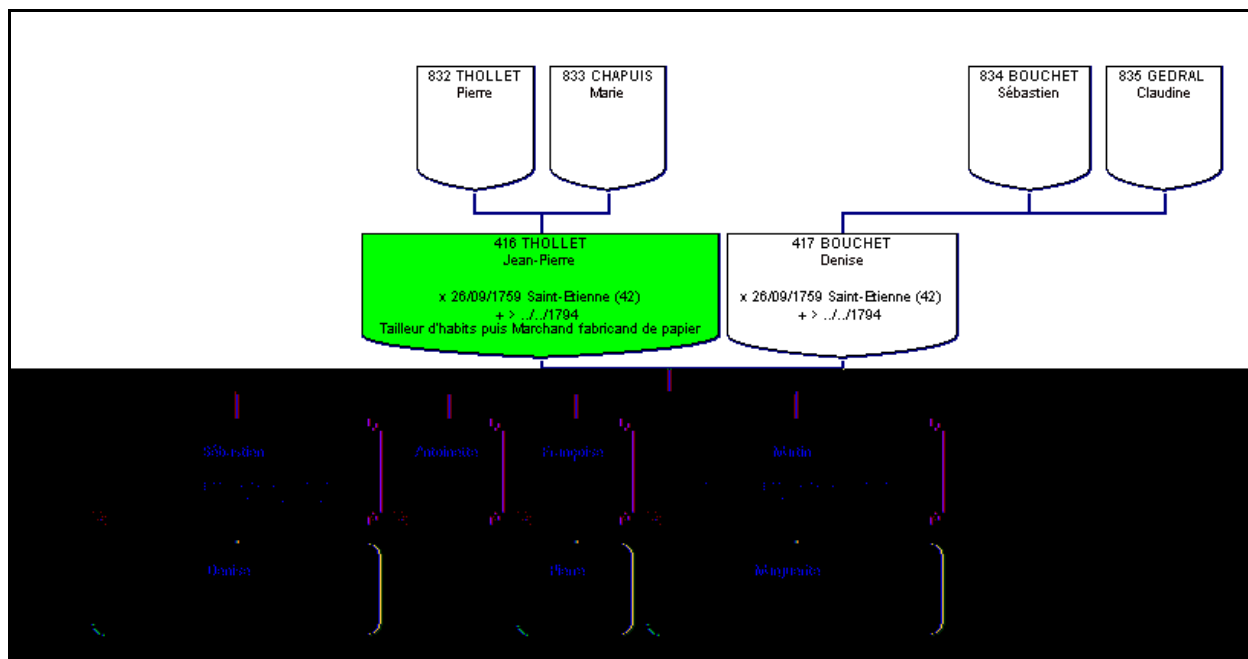 832 THOLLET
Pierre
833 CHAPUIS
Marie
834 BOUCHET
Sébastien
835 GEDRAL
Claudine
416 THOLLET
Jean-Pierre
x 26/09/1759 Saint-Etienne (42)
+ > ../../1794
Tailleur d'habits puis Marchand fabricand de papier
417 BOUCHET
Denise
x 26/09/1759 Saint-Etienne (42)
+ > ../../1794
Sébastien
Antoinette
Françoise
Martin
Denise
Pierre
Marguerite